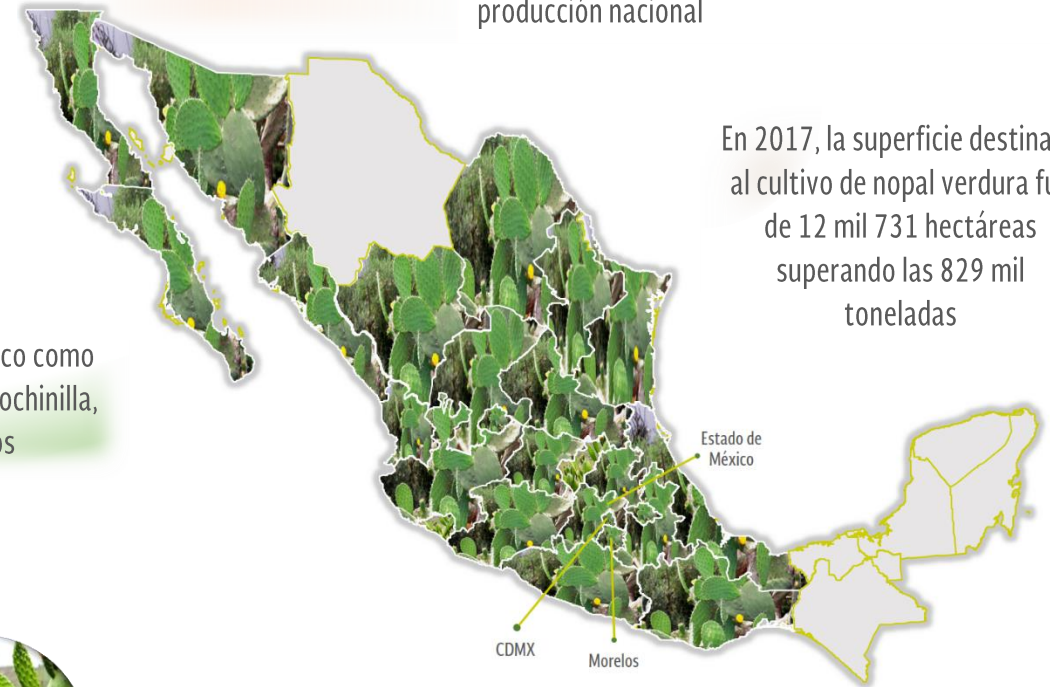 producción nacional
En 2017, la superficie destina
al cultivo de nopal verdura fu
de 12 mil 731 hectáreas
superando las 829 mil
toneladas
co como
ochinilla,
os
Estado de
México
CDMX
Morelos